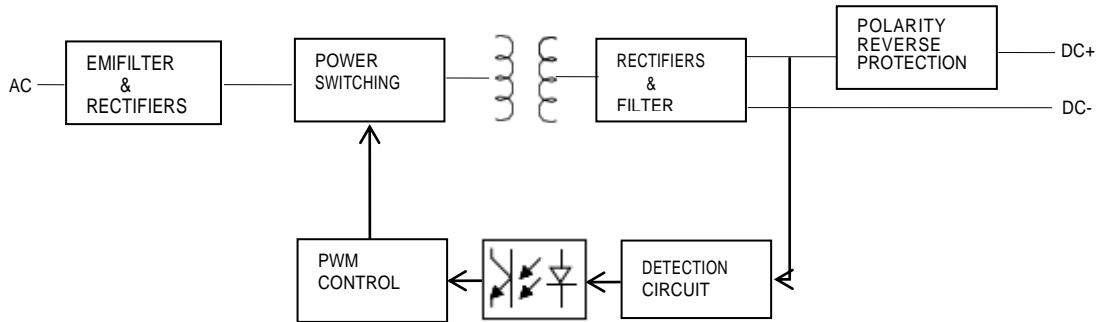 AC
EMIFILTER
&
RECTIFIERS
POWER
SWITCHING
RECTIFIERS
&
FILTER
POLARITY
REVERSE
PROTECTION
DC+
DC-
PWM
CONTROL
DETECTION
CIRCUIT